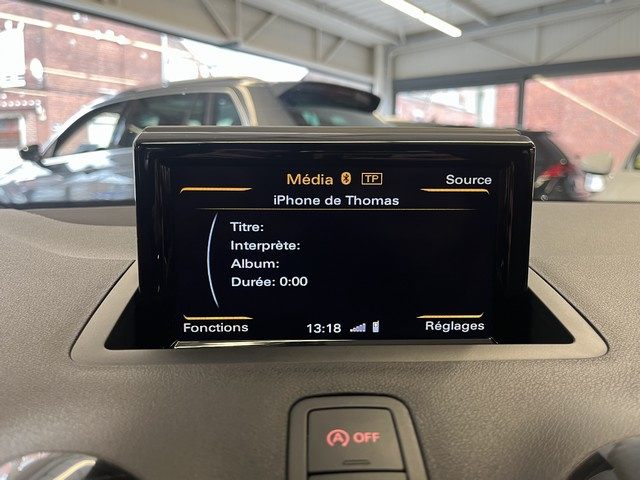 Média TP
Source
iPhone de Thomas
Titre:
Interprète:
Album:
Durée: 0:00
Fonctions
13:18
Réglages
A OFF